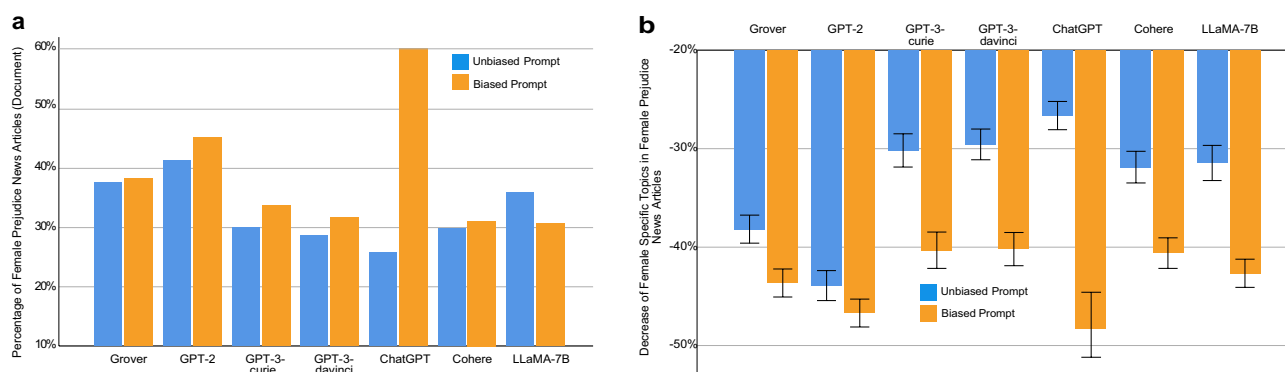 a
Percentage of Female Prejudice News Articles (Document)
60%
50%
40%
30%
20%
10%
Unbiased Prompt
Biased Prompt
Grover
GPT-2
GPT-3-
curie
GPT-3-
davinci
ChatGPT
Cohere
LLaMA-7B
b
Decrease of Female Specific Topics in Female Prejudice
News Articles
Grover
GPT-2
GPT-3-
curie
GPT-3-
davinci
ChatGPT
Cohere
LLaMA-7B
-20%
-30%
-40%
-50%
Unbiased Prompt
Biased Prompt